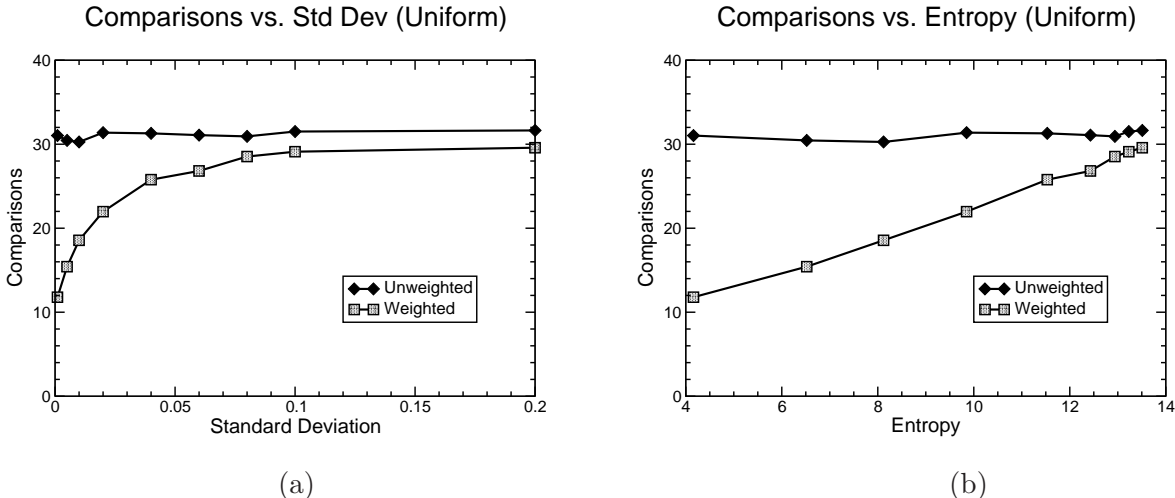 Comparisons vs. Std Dev (Uniform)
40
30
20
10
0
Comparisons
Unweighted
Weighted
0 0.05 0.1 0.15 0.2
Standard Deviation
(a)
Comparisons vs. Entropy (Uniform)
40
30
20
10
0
Comparisons
Unweighted
Weighted
4 6 8 10 12 14
Entropy
(b)